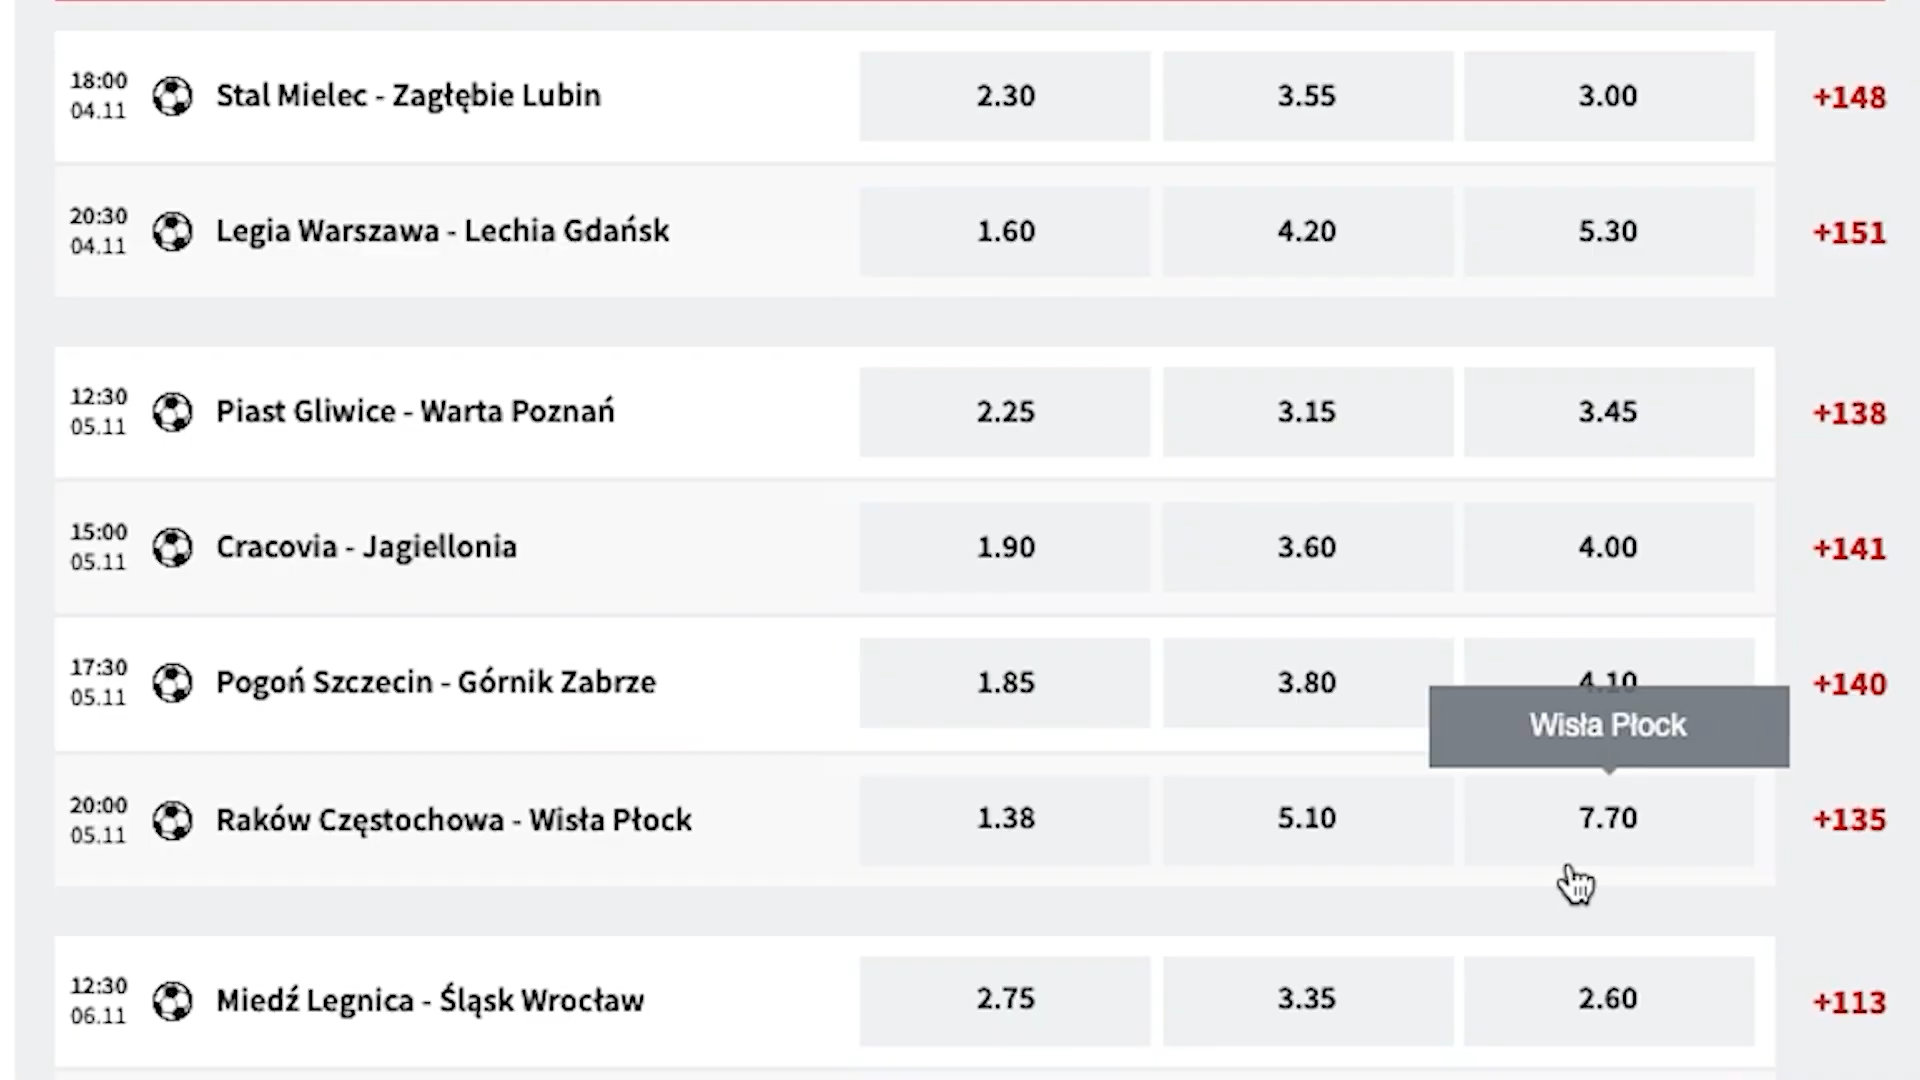 18:00
04.11
Stal Mielec - Zagłębie Lubin 2.30 3.55 3.00 +148
20:30
04.11
Legia Warszawa - Lechia Gdańsk 1.60 4.20 5.30 +151
12:30
05.11
Piast Gliwice - Warta Poznań 2.25 3.15 3.45 +138
15:00
05.11
Cracovia - Jagiellonia 1.90 3.60 4.00 +141
17:30
05.11
Pogoń Szczecin - Górnik Zabrze 1.85 3.80 4.10 +140
Wisła Płock
20:00
05.11
Raków Częstochowa - Wisła Płock 1.38 5.10 7.70 +135
12:30
06.11
Miedź Legnica - Śląsk Wrocław 2.75 3.35 2.60 +113